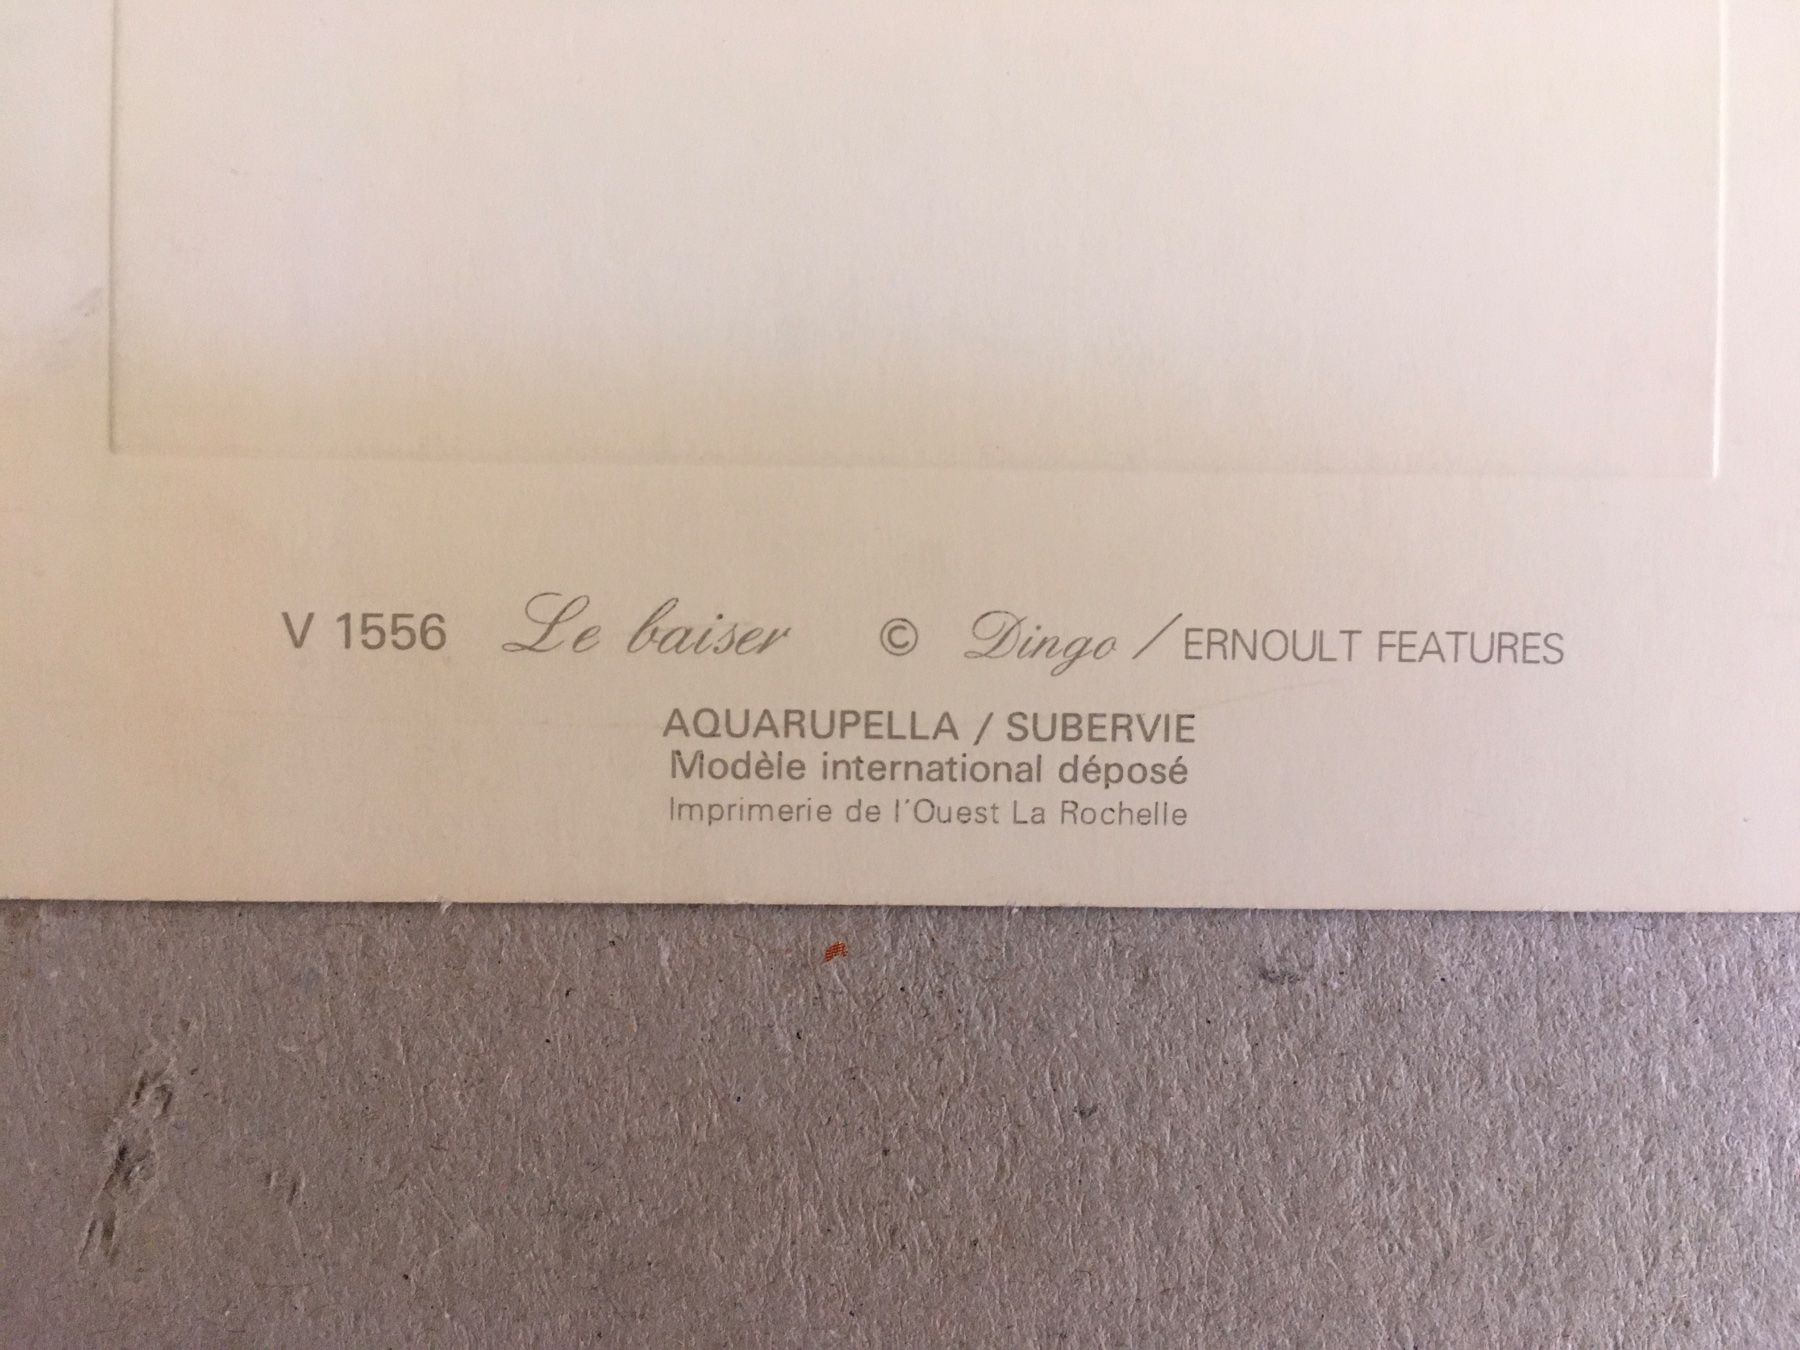 V 1556 Le baiser © Dingo / ERNOULT FEATURES
AQUARUPELLA / SUBERVIE
Modèle international déposé
Imprimerie de l'Ouest La Rochelle